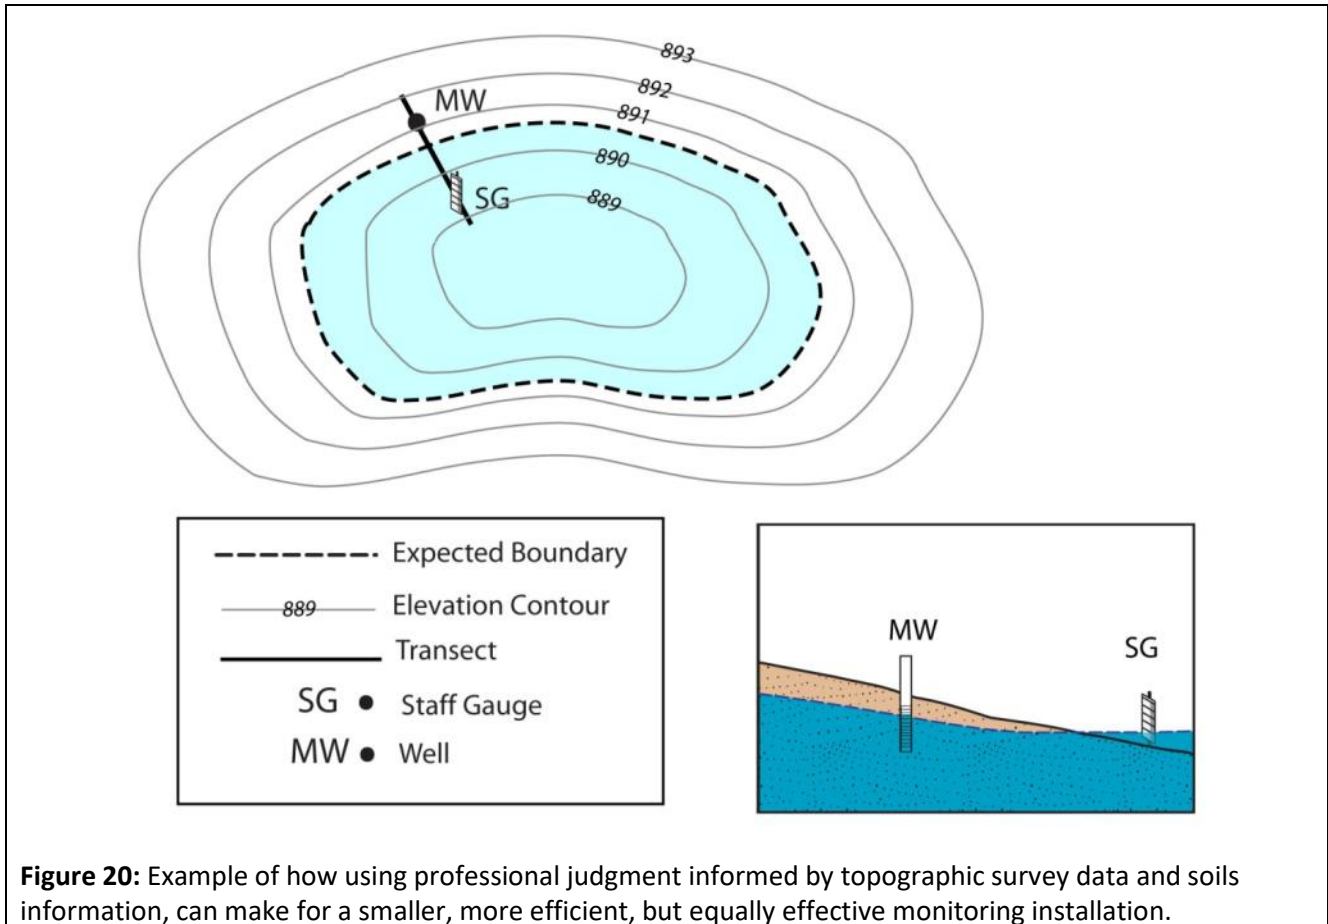 893
892
MW
891
890
SG
889
Expected Boundary
889 Elevation Contour
Transect
SG Staff Gauge
MW Well
MW
SG
Figure 20: Example of how using professional judgment informed by topographic survey data and soils
information, can make for a smaller, more efficient, but equally effective monitoring installation.